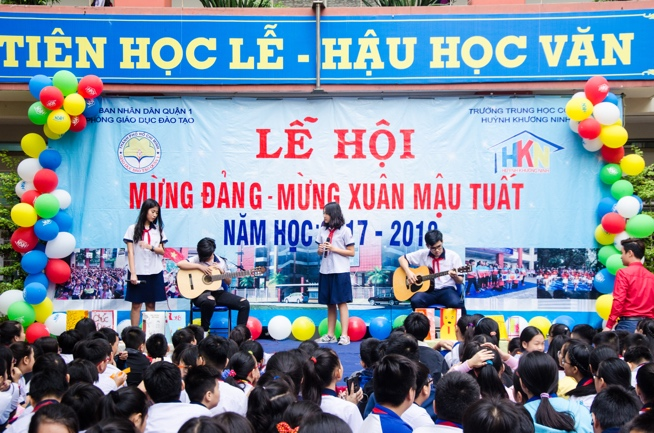 TIÊN HỌC LỄ - HẬU HỌC VĂN
BAN NHÂN DÂN QUẬN 1
PHÒNG GIÁO DỤC ĐÀO TẠO
TRƯỜNG TRUNG HỌC CƠ
HUỲNH KHƯƠNG NINH
HKN
LỄ HỘI
MỪNG ĐẢNG - MỪNG XUÂN MẬU TUẤT
NĂM HỌC: 17 - 2018